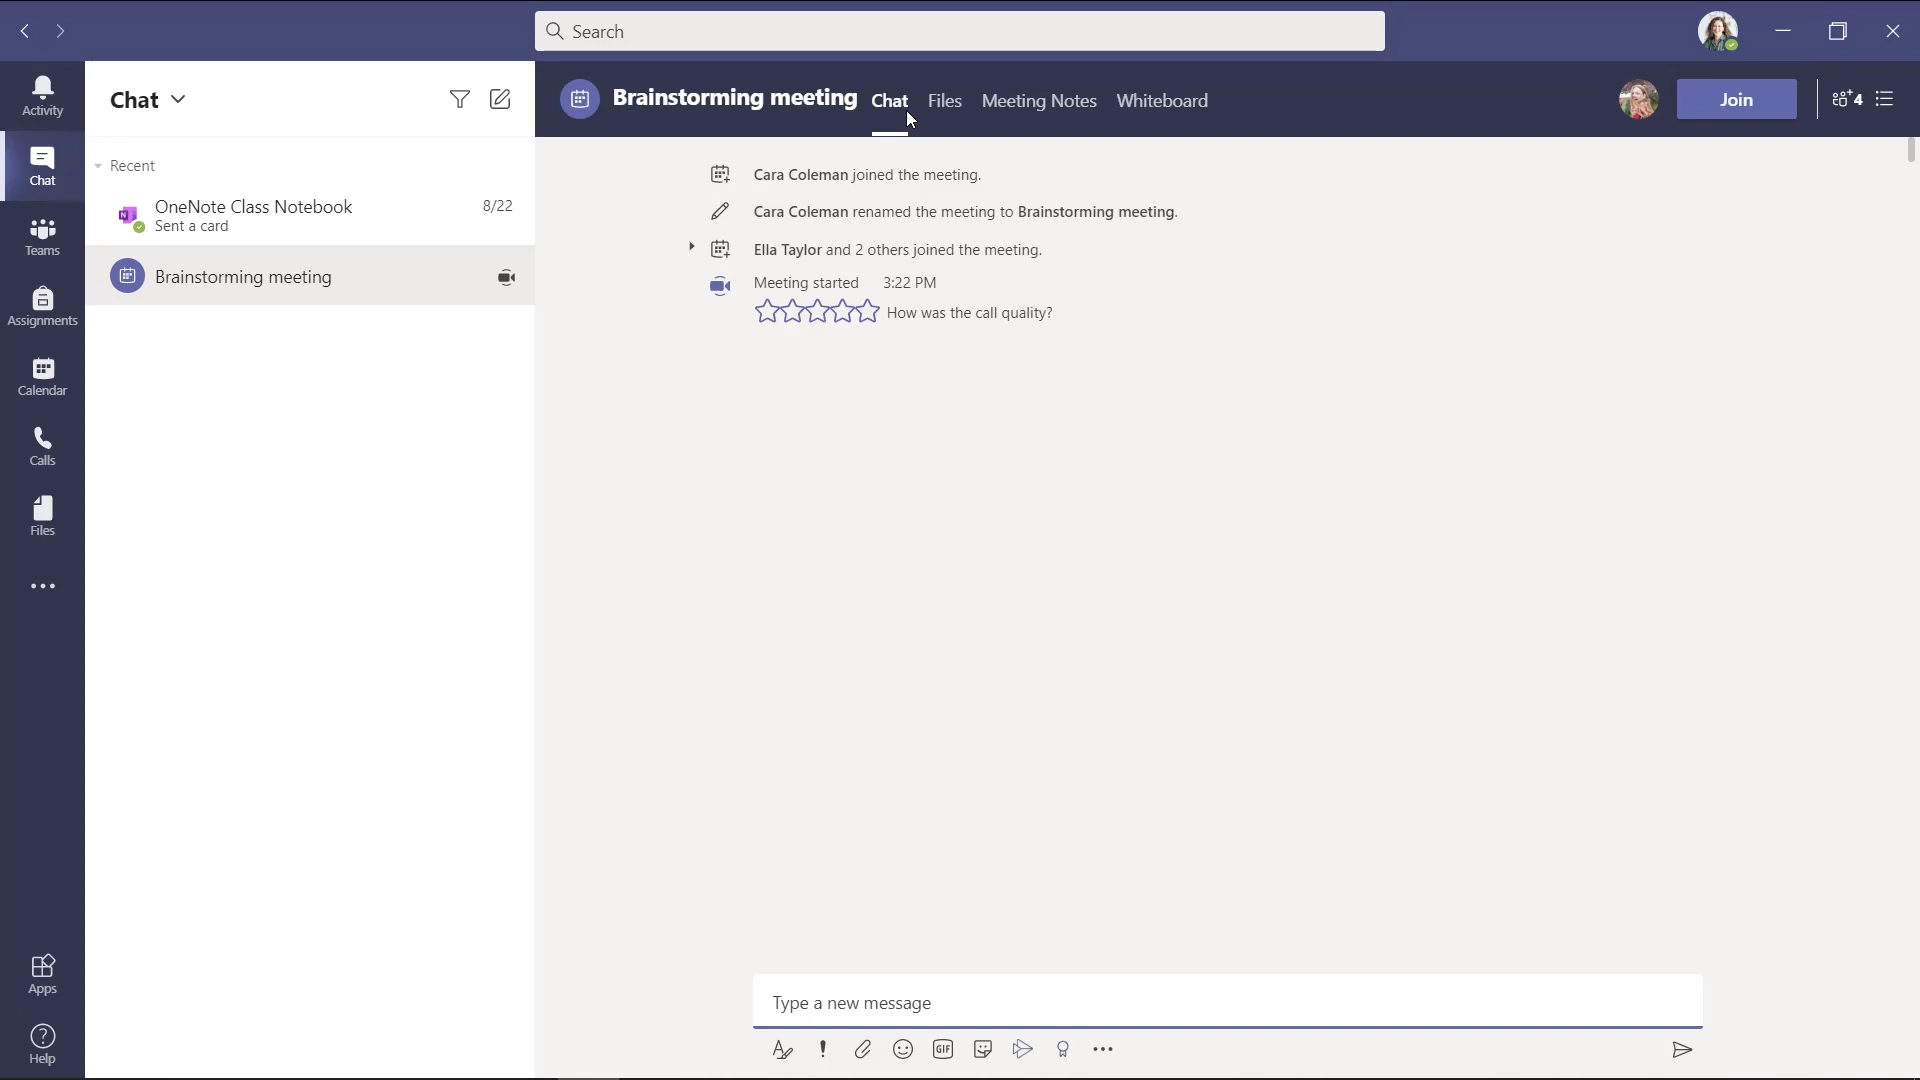 Search
Activity
Chat
Teams
Assignments
Calendar
Calls
Files
Apps
Help
Chat
Recent
OneNote Class Notebook 8/22
Sent a card
Brainstorming meeting
Brainstorming meeting Chat Files Meeting Notes Whiteboard Join 4
Cara Coleman joined the meeting.
Cara Coleman renamed the meeting to Brainstorming meeting.
Ella Taylor and 2 others joined the meeting.
Meeting started 3:22 PM
How was the call quality?
Type a new message
GIF
N